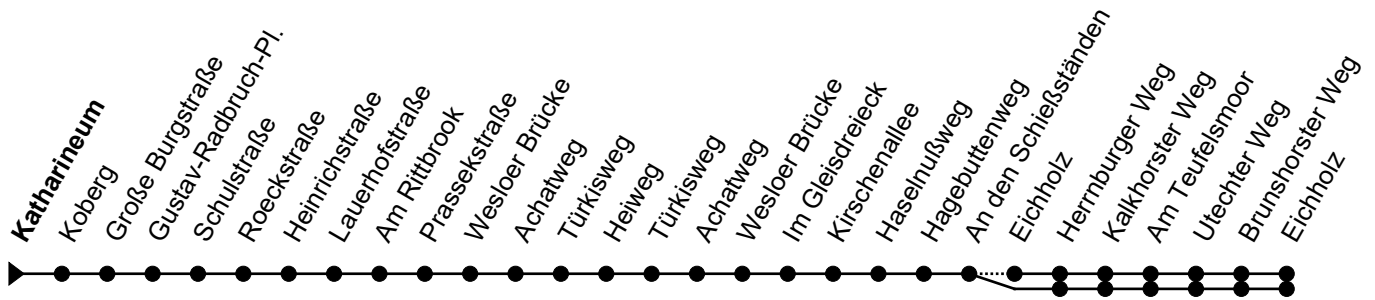 Katharineum
Koberg
Große Burgstraße
Gustav-Radbruch-Pl.
Schulstraße
Roeckstraße
Heinrichstraße
Lauerhofstraße
Am Rittbrook
Prassekstraße
Wesloer Brücke
Achatweg
Türkisweg
Heiweg
Türkisweg
Achatweg
Wesloer Brücke
Im Gleisdreieck
Kirschenallee
Haselnußweg
Hagebuttenweg
An den Schießständen
Eichholz
Herrnburger Weg
Kalkhorster Weg
Am Teufelsmoor
Utechter Weg
Brunshorster Weg
Eichholz